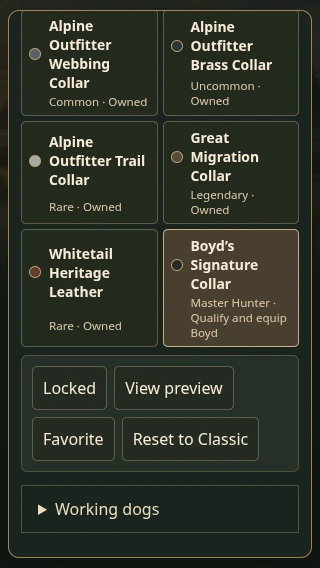 Alpine
Outfitter
Webbing
Collar
Common · Owned
Alpine
Outfitter
Brass Collar
Uncommon ·
Owned
Alpine
Outfitter Trail
Collar
Rare · Owned
Great
Migration
Collar
Legendary ·
Owned
Whitetail
Heritage
Leather
Rare · Owned
Boyd’s
Signature
Collar
Master Hunter ·
Qualify and equip
Boyd
Locked
View preview
Favorite
Reset to Classic
Working dogs